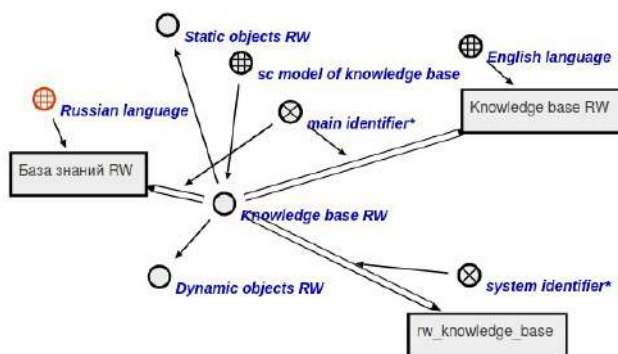 Static objects RW
English language
sc model of knowledge base
Russian language
main identifier*
Knowledge base RW
База знаний RW
Knowledge base RW
Dynamic objects RW
system identifier*
rw_knowledge_base